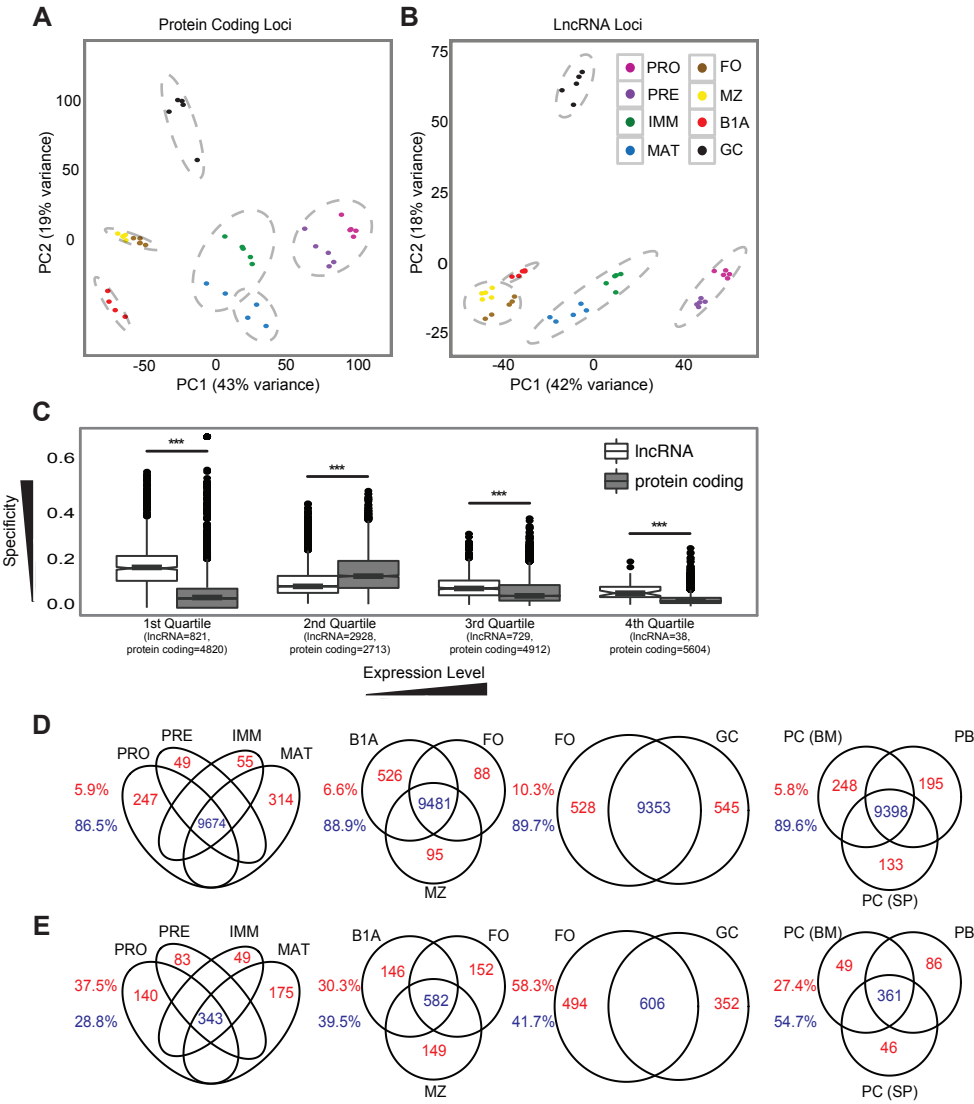 A
Protein Coding Loci
100
50
0
PC2 (19% variance)
-50
0
50
100
PC1 (43% variance)
B
LncRNA Loci
75
50
25
0
-25
PC2 (18% variance)
PRO
FO
PRE
MZ
IMM
B1A
MAT
GC
-40
0
40
PC1 (42% variance)
C
0.6
0.4
0.2
0.0
Specificity
***
***
***
***
lncRNA
protein coding
1st Quartile
(lncRNA=821,
protein coding=4820)
2nd Quartile
(lncRNA=2928,
protein coding=2713)
3rd Quartile
(lncRNA=729,
protein coding=4912)
4th Quartile
(lncRNA=38,
protein coding=5604)
Expression Level
D
PRO
PRE
IMM
MAT
5.9%
86.5%
247
49
55
314
9674
B1A
FO
6.6%
88.9%
526
88
9481
95
MZ
FO
GC
10.3%
89.7%
528
9353
545
PC (BM)
PB
5.8%
89.6%
248
195
9398
133
PC (SP)
E
PRO
PRE
IMM
MAT
37.5%
28.8%
140
83
49
175
343
B1A
FO
30.3%
39.5%
146
152
582
149
MZ
FO
GC
58.3%
41.7%
494
606
352
PC (BM)
PB
27.4%
54.7%
49
86
361
46
PC (SP)